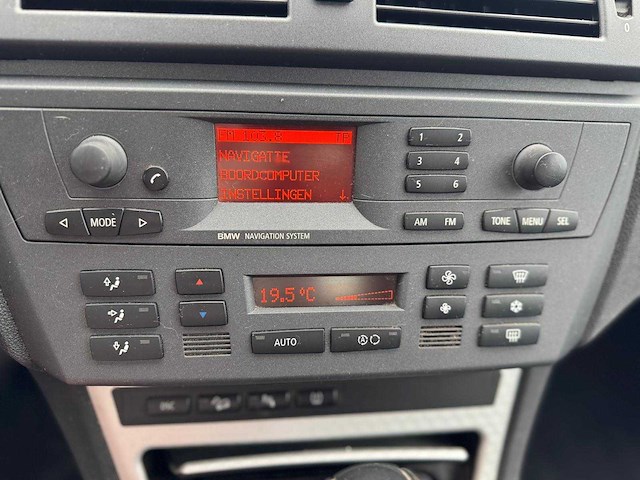 0
NAVIGATIE
BOORDCOMPUTER
INSTELLINGEN
1 2
3 4
5 6
MODE
AM FM
TONE MENU SEL
BMW NAVIGATION SYSTEM
19.5°C
AUTO
A